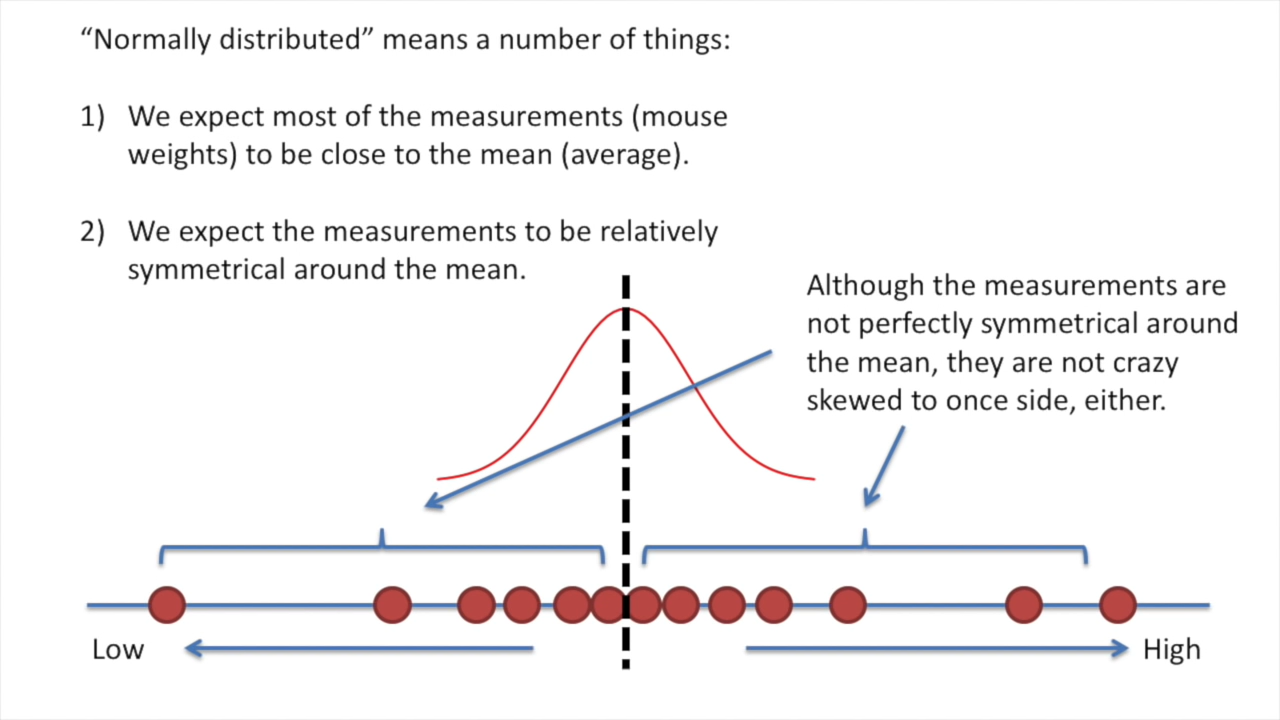 “Normally distributed” means a number of things:
1) We expect most of the measurements (mouse
weights) to be close to the mean (average).
2) We expect the measurements to be relatively
symmetrical around the mean.
Although the measurements are
not perfectly symmetrical around
the mean, they are not crazy
skewed to once side, either.
Low
High